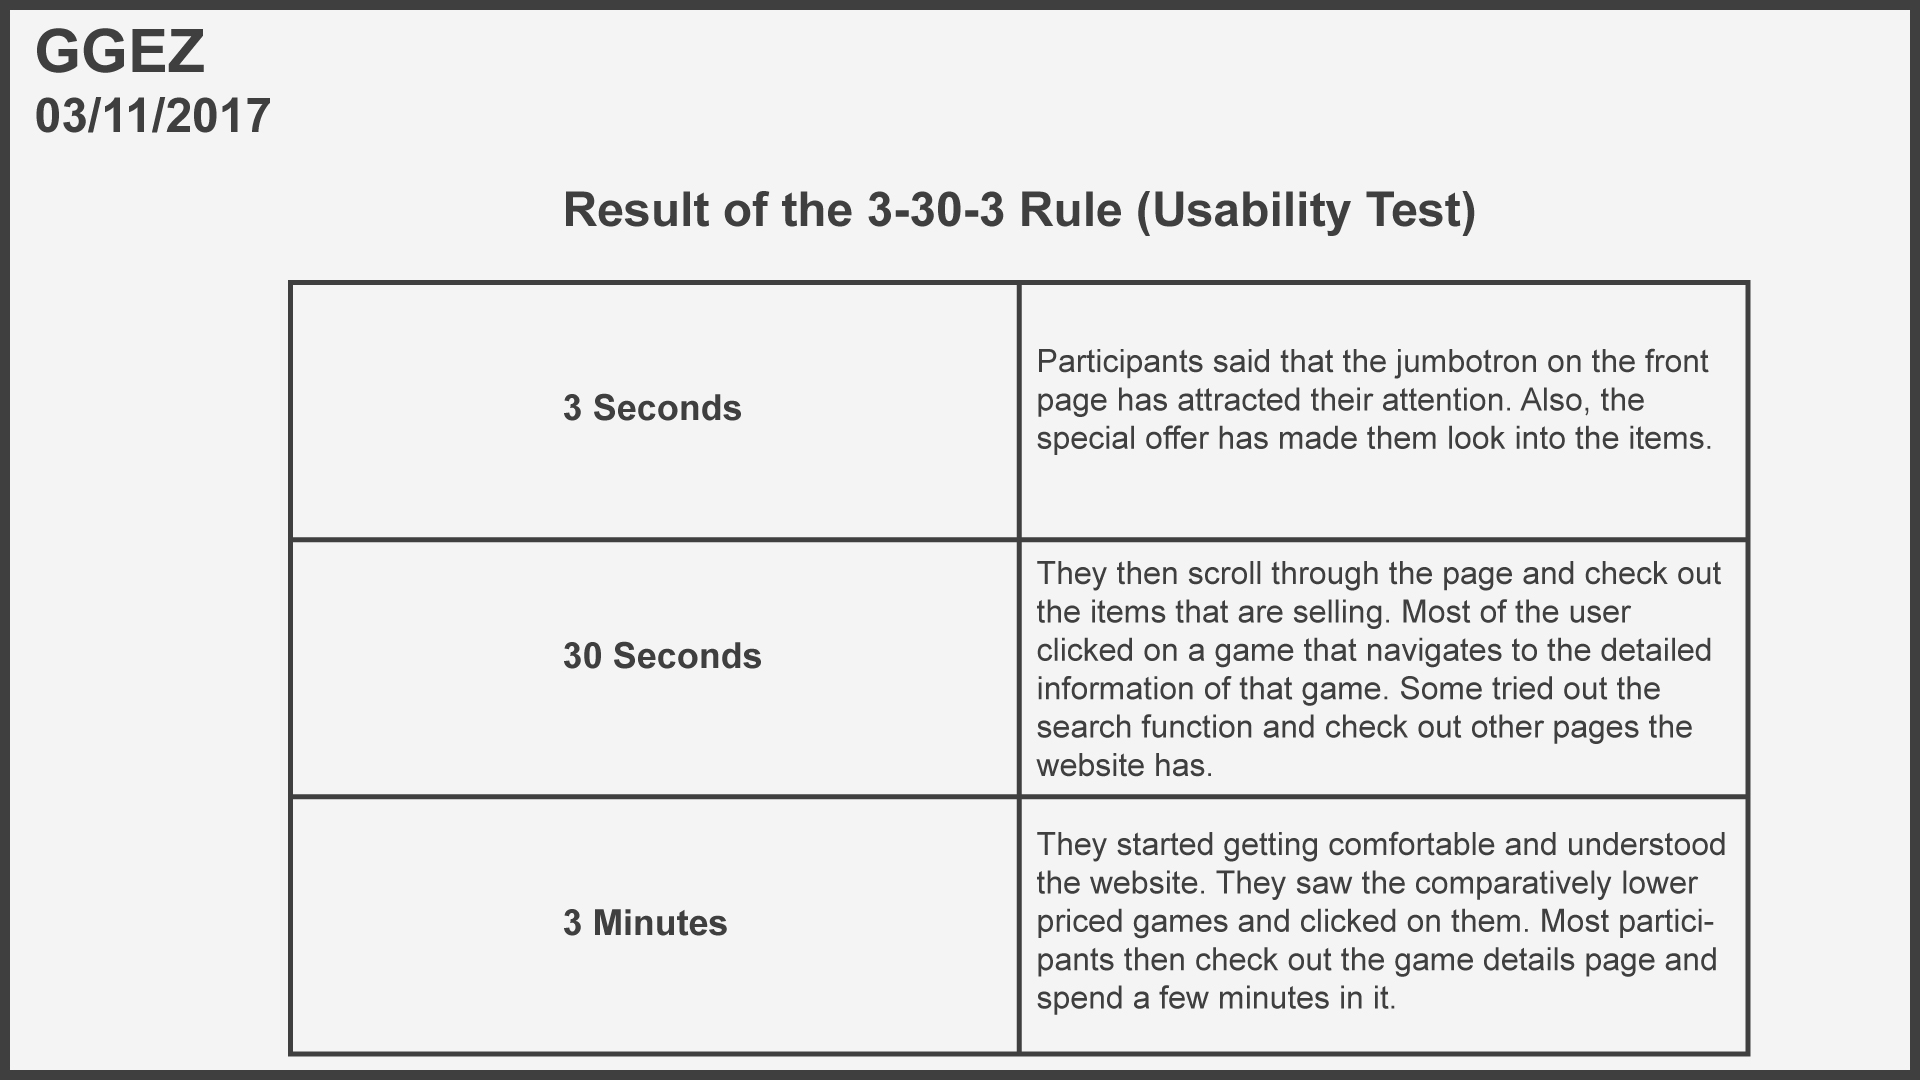 GGEZ
03/11/2017
Result of the 3-30-3 Rule (Usability Test)
3 Seconds
Participants said that the jumbotron on the front
page has attracted their attention. Also, the
special offer has made them look into the items.
30 Seconds
They then scroll through the page and check out
the items that are selling. Most of the user
clicked on a game that navigates to the detailed
information of that game. Some tried out the
search function and check out other pages the
website has.
3 Minutes
They started getting comfortable and understood
the website. They saw the comparatively lower
priced games and clicked on them. Most partici-
pants then check out the game details page and
spend a few minutes in it.